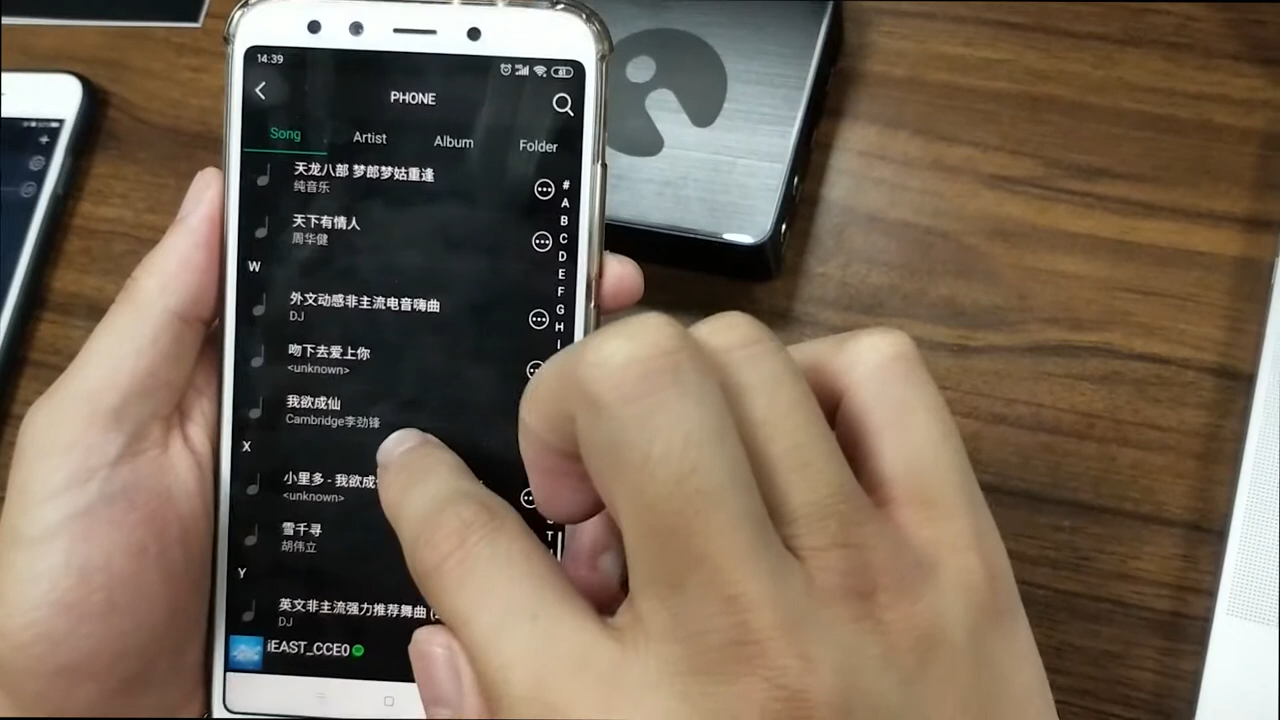 14:39
61
PHONE
Song Artist Album Folder
天龙八部 梦郎梦姑重逢
纯音乐
天下有情人
周华健
W
外文动感非主流电音嗨曲
DJ
吻下去爱上你
<unknown>
我欲成仙
Cambridge李劲锋
X
小里多 - 我欲成
<unknown>
雪千寻
胡伟立
Y
英文非主流强力推荐舞曲 (
DJ
iEAST_CCE0
#
A
B
C
D
E
F
G
H
I
T